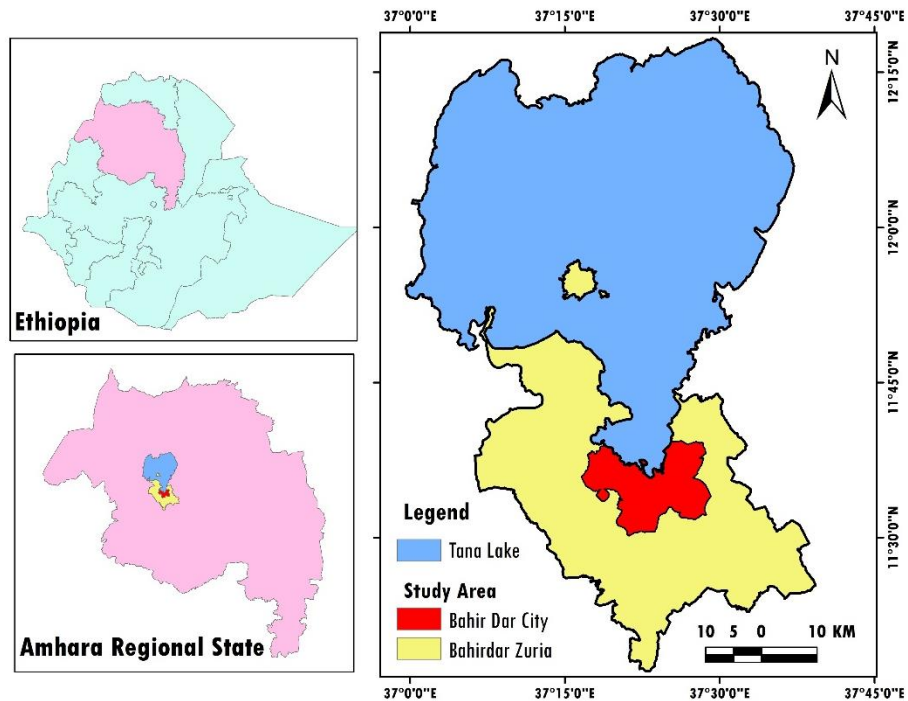 Ethiopia
Amhara Regional State
37°0'0"E 37°15'0"E 37°30'0"E 37°45'0"E
N
12°15'0"N
12°0'0"N
11°45'0"N
11°30'0"N
Legend
Tana Lake
Study Area
Bahir Dar City
Bahirdar Zuria
10 5 0 10 KM
37°0'0"E 37°15'0"E 37°30'0"E 37°45'0"E